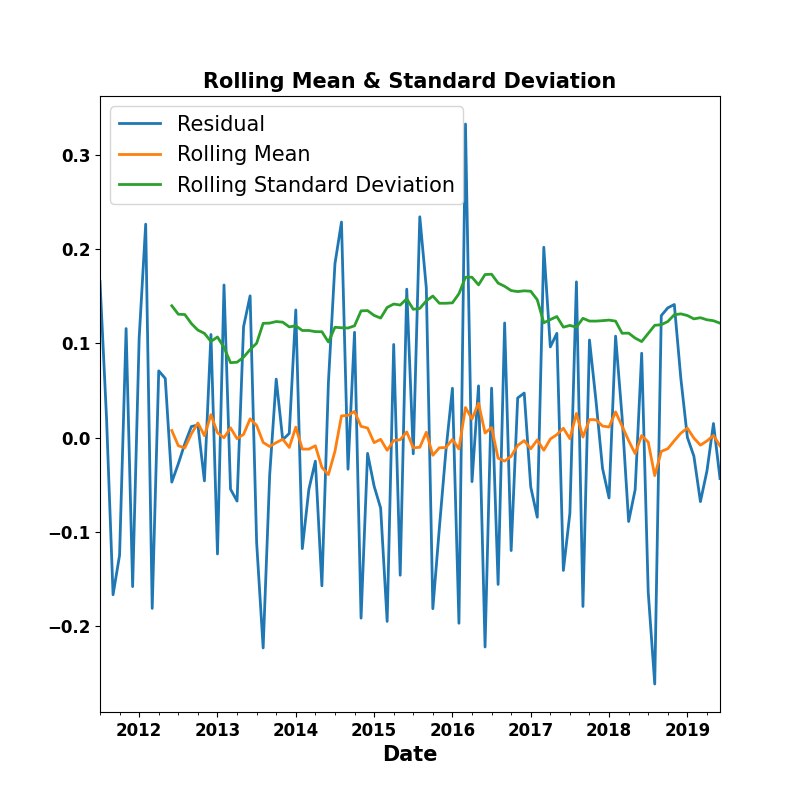 Rolling Mean & Standard Deviation
Residual
Rolling Mean
Rolling Standard Deviation
0.3
0.2
0.1
0.0
−0.1
−0.2
2012 2013 2014 2015 2016 2017 2018 2019
Date